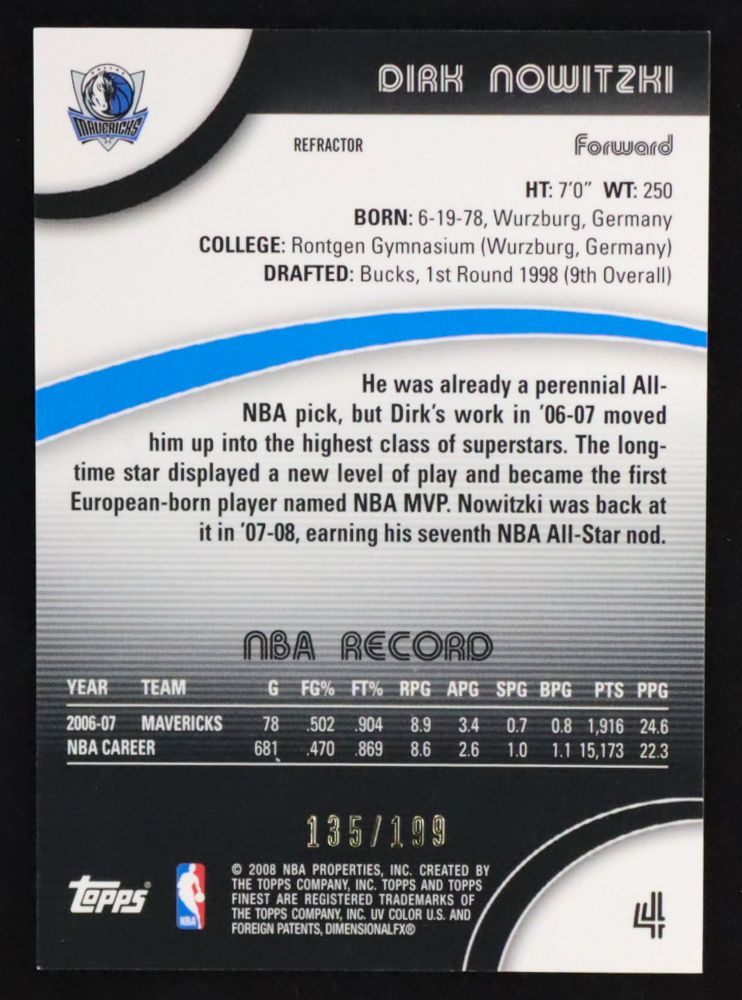 MAVERICKS
DIRK NOWITZKI
REFRACTOR
Forward
HT: 7'0" WT: 250
BORN: 6-19-78, Wurzburg, Germany
COLLEGE: Rontgen Gymnasium (Wurzburg, Germany)
DRAFTED: Bucks, 1st Round 1998 (9th Overall)
He was already a perennial All-
NBA pick, but Dirk's work in '06-07 moved
him up into the highest class of superstars. The long-
time star displayed a new level of play and became the first
European-born player named NBA MVP. Nowitzki was back at
it in '07-08, earning his seventh NBA All-Star nod.
NBA RECORD
YEAR TEAM G FG% FT% RPG APG SPG BPG PTS PPG
2006-07 MAVERICKS 78 .502 .904 8.9 3.4 0.7 0.8 1,916 24.6
NBA CAREER 681 .470 .869 8.6 2.6 1.0 1.1 15,173 22.3
135/199
topps®
NBA
© 2008 NBA PROPERTIES, INC. CREATED BY
THE TOPPS COMPANY, INC. TOPPS AND TOPPS
FINEST ARE REGISTERED TRADEMARKS OF
THE TOPPS COMPANY, INC. UV COLOR U.S. AND
FOREIGN PATENTS, DIMENSIONALFX®
4